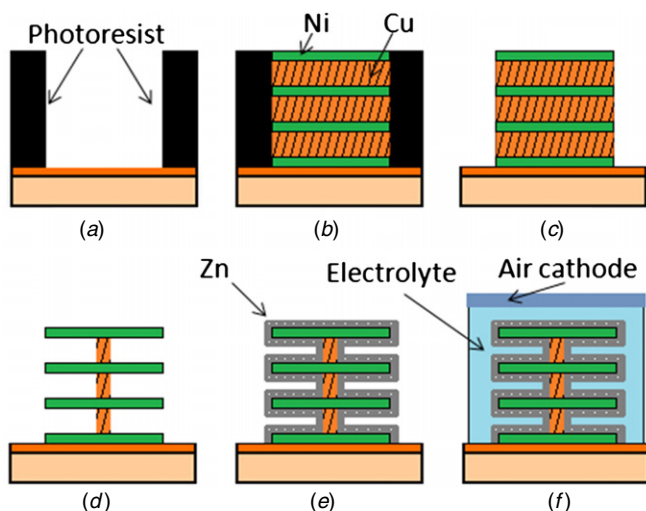 Photoresist
Ni
Cu
(a)
(b)
(c)
Zn
Electrolyte
Air cathode
(d)
(e)
(f)